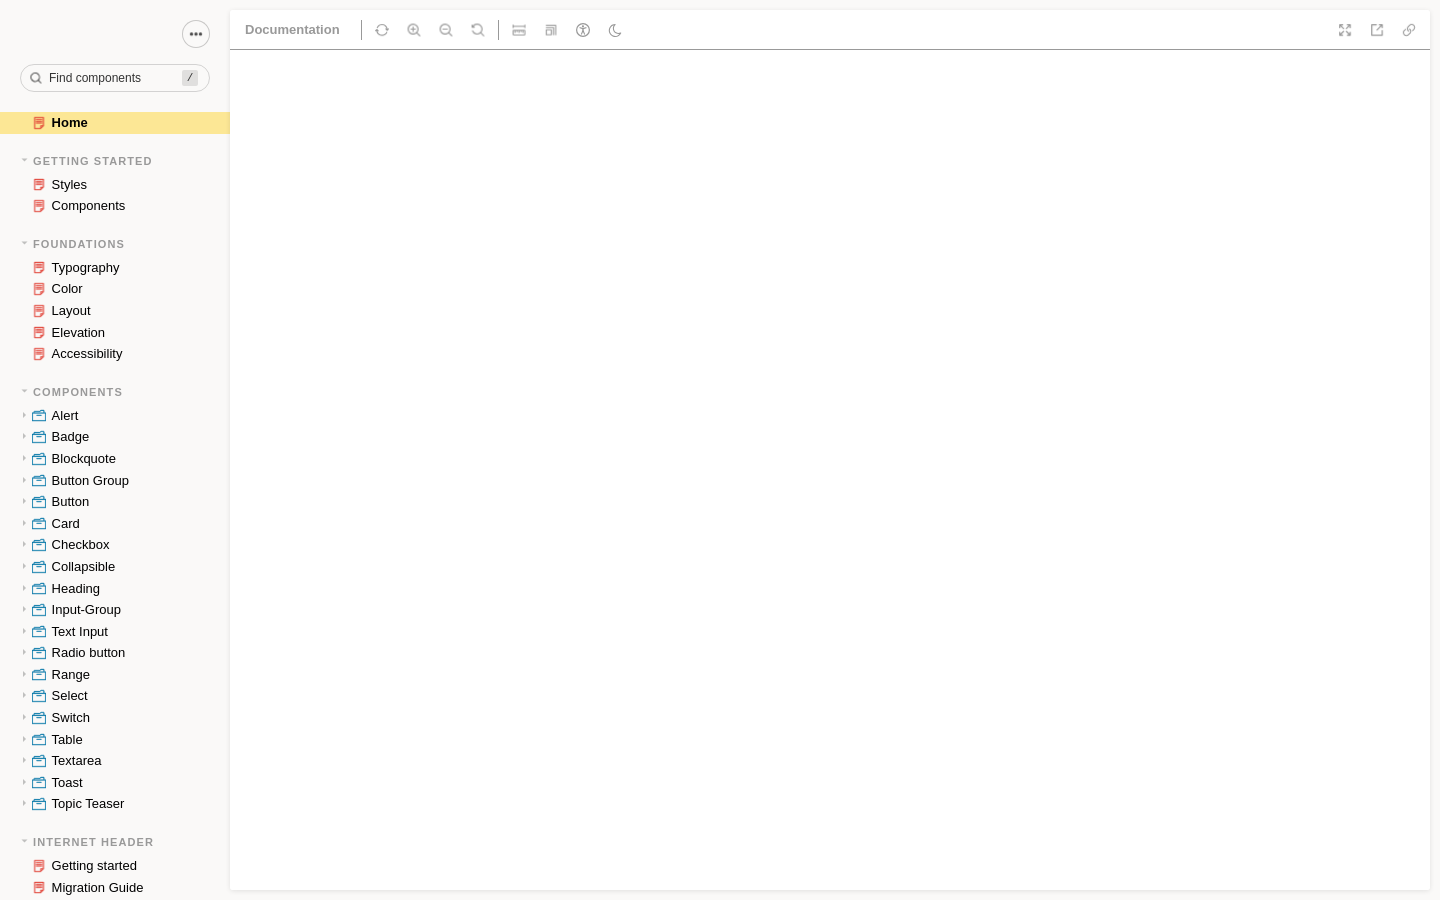 Documentation
Find components
/
Home
GETTING STARTED
Styles
Components
FOUNDATIONS
Typography
Color
Layout
Elevation
Accessibility
COMPONENTS
Alert
Badge
Blockquote
Button Group
Button
Card
Checkbox
Collapsible
Heading
Input-Group
Text Input
Radio button
Range
Select
Switch
Table
Textarea
Toast
Topic Teaser
INTERNET HEADER
Getting started
Migration Guide